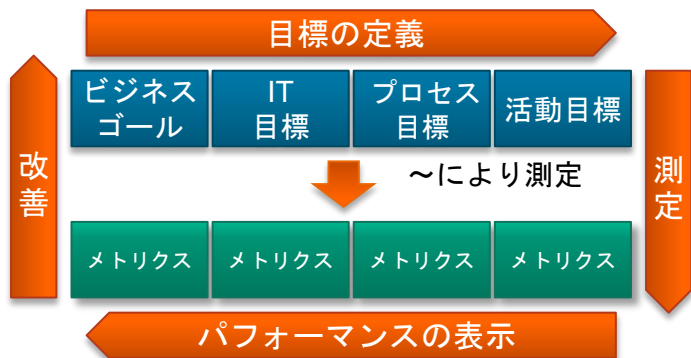 目標の定義
ビジネス
ゴール
IT
目標
プロセス
目標
活動目標
改善
測定
～により測定
メトリクス
メトリクス
メトリクス
メトリクス
パフォーマンスの表示